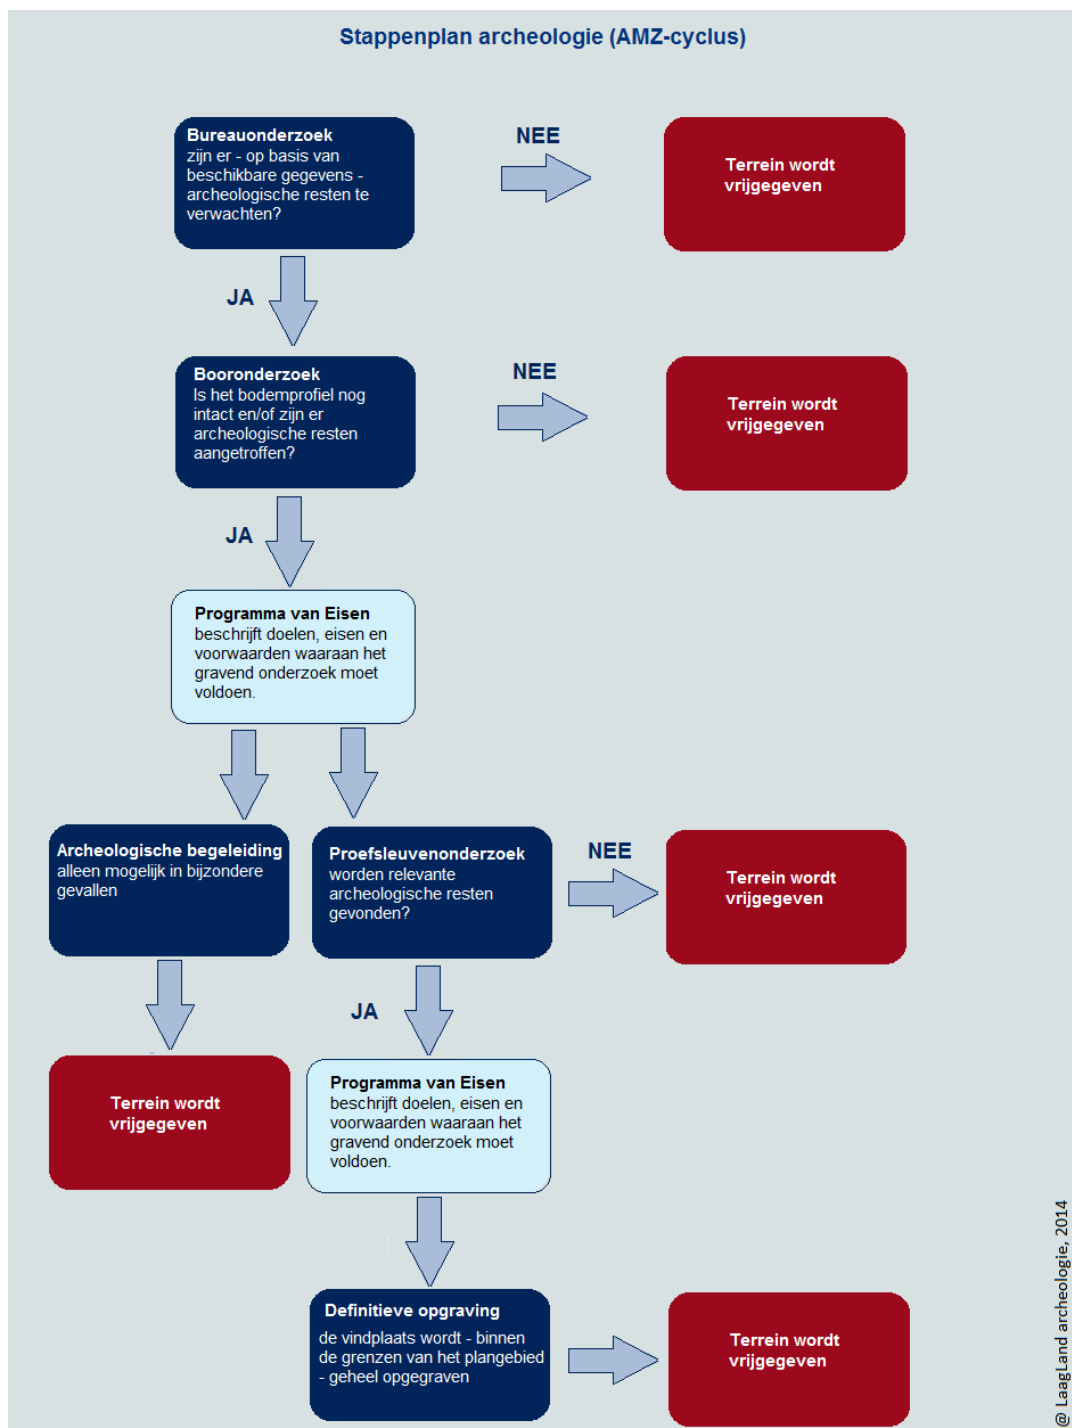 Stappenplan archeologie (AMZ-cyclus)
Bureauonderzoek
zijn er - op basis van
beschikbare gegevens -
archeologische resten te
verwachten?
NEE
Terrein wordt
vrijgegeven
JA
Booronderzoek
Is het bodemprofiel nog
intact en/of zijn er
archeologische resten
aangetroffen?
NEE
Terrein wordt
vrijgegeven
JA
Programma van Eisen
beschrijft doelen, eisen en
voorwaarden waaraan het
gravend onderzoek moet
voldoen.
Archeologische begeleiding
alleen mogelijk in bijzondere
gevallen
Proefsleuvenonderzoek
worden relevante
archeologische resten
gevonden?
NEE
Terrein wordt
vrijgegeven
JA
Terrein wordt
vrijgegeven
Programma van Eisen
beschrijft doelen, eisen en
voorwaarden waaraan het
gravend onderzoek moet
voldoen.
Definitieve opgraving
de vindplaats wordt - binnen
de grenzen van het plangebied
- geheel opgegraven
Terrein wordt
vrijgegeven
@ LaagLand archeologie, 2014